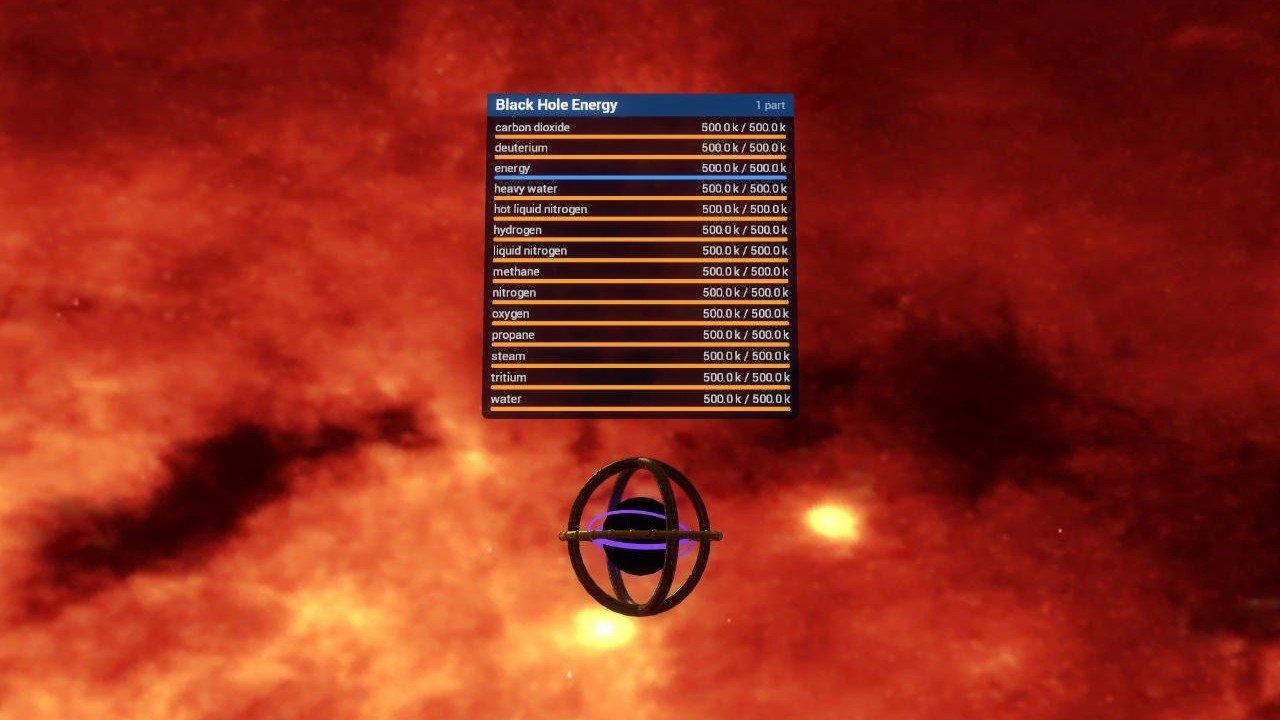 Black Hole Energy 1 part
carbon dioxide 500.0 k / 500.0 k
deuterium 500.0 k / 500.0 k
energy 500.0 k / 500.0 k
heavy water 500.0 k / 500.0 k
hot liquid nitrogen 500.0 k / 500.0 k
hydrogen 500.0 k / 500.0 k
liquid nitrogen 500.0 k / 500.0 k
methane 500.0 k / 500.0 k
nitrogen 500.0 k / 500.0 k
oxygen 500.0 k / 500.0 k
propane 500.0 k / 500.0 k
steam 500.0 k / 500.0 k
tritium 500.0 k / 500.0 k
water 500.0 k / 500.0 k